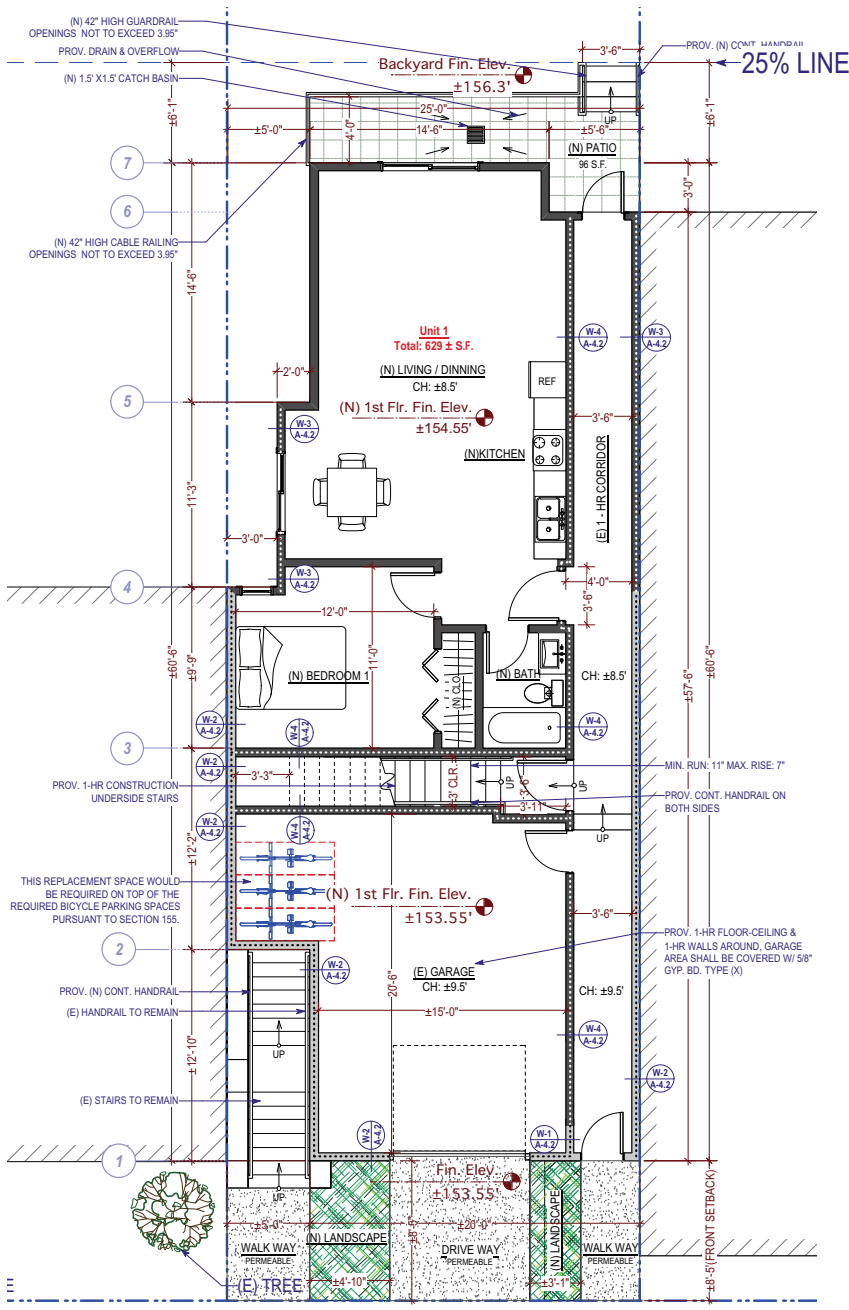 (N) 42" HIGH GUARDRAIL
OPENINGS NOT TO EXCEED 3.95"
PROV. DRAIN & OVERFLOW
(N) 1.5' X1.5' CATCH BASIN
Backyard Fin. Elev.
±156.3'
3'-6"
PROV. (N) CONT. HANDRAIL
25% LINE
±6'-1"
±6'-1"
25'-0"
±5'-0"
14'-6"
±5'-6"
4'-0"
UP
(N) PATIO
96 S.F.
3'-0"
7
6
(N) 42" HIGH CABLE RAILING
OPENINGS NOT TO EXCEED 3.95"
14'-6"
Unit 1
Total: 629 ± S.F.
(N) LIVING / DINNING
CH: ±8.5'
REF
W-4
A-4.2
W-3
A-4.2
2'-0"
5
(N) 1st Flr. Fin. Elev.
±154.55'
W-3
A-4.2
3'-6"
(N)KITCHEN
(E) 1 - HR CORRIDOR
11'-3"
3'-0"
W-3
A-4.2
4
4'-0"
3'-6"
12'-0"
11'-0"
±60'-6"
±9'-9"
(N) BEDROOM 1
(N) CLO.
(N) BATH
CH: ±8.5'
±57'-6"
±60'-6"
W-2
A-4.2
W-4
A-4.2
W-4
A-4.2
3
W-2
A-4.2
3'-3"
3' CLR.
UP
3'-6"
UP
3'-11"
MIN. RUN: 11" MAX. RISE: 7"
PROV. 1-HR CONSTRUCTION
UNDERSIDE STAIRS
PROV. CONT. HANDRAIL ON
BOTH SIDES
W-2
A-4.2
W-4
A-4.2
UP
±12'-2"
THIS REPLACEMENT SPACE WOULD
BE REQUIRED ON TOP OF THE
REQUIRED BICYCLE PARKING SPACES
PURSUANT TO SECTION 155.
(N) 1st Flr. Fin. Elev.
±153.55'
3'-6"
2
W-2
A-4.2
(E) GARAGE
CH: ±9.5'
20'-6"
PROV. 1-HR FLOOR-CEILING &
1-HR WALLS AROUND, GARAGE
AREA SHALL BE COVERED W/ 5/8"
GYP. BD. TYPE (X)
PROV. (N) CONT. HANDRAIL
CH: ±9.5'
(E) HANDRAIL TO REMAIN
±15'-0"
W-4
A-4.2
UP
±12'-10"
W-2
A-4.2
(E) STAIRS TO REMAIN
W-2
A-4.2
W-1
A-4.2
1
UP
Fin. Elev.
±153.55'
±5'-0"
±20'-0"
(N) LANDSCAPE
(N) LANDSCAPE
WALK WAY
PERMEABLE
DRIVE WAY
PERMEABLE
WALK WAY
PERMEABLE
±8'-5"(FRONT SETBACK)
(E) TREE
±4'-10"
±3'-1"
E